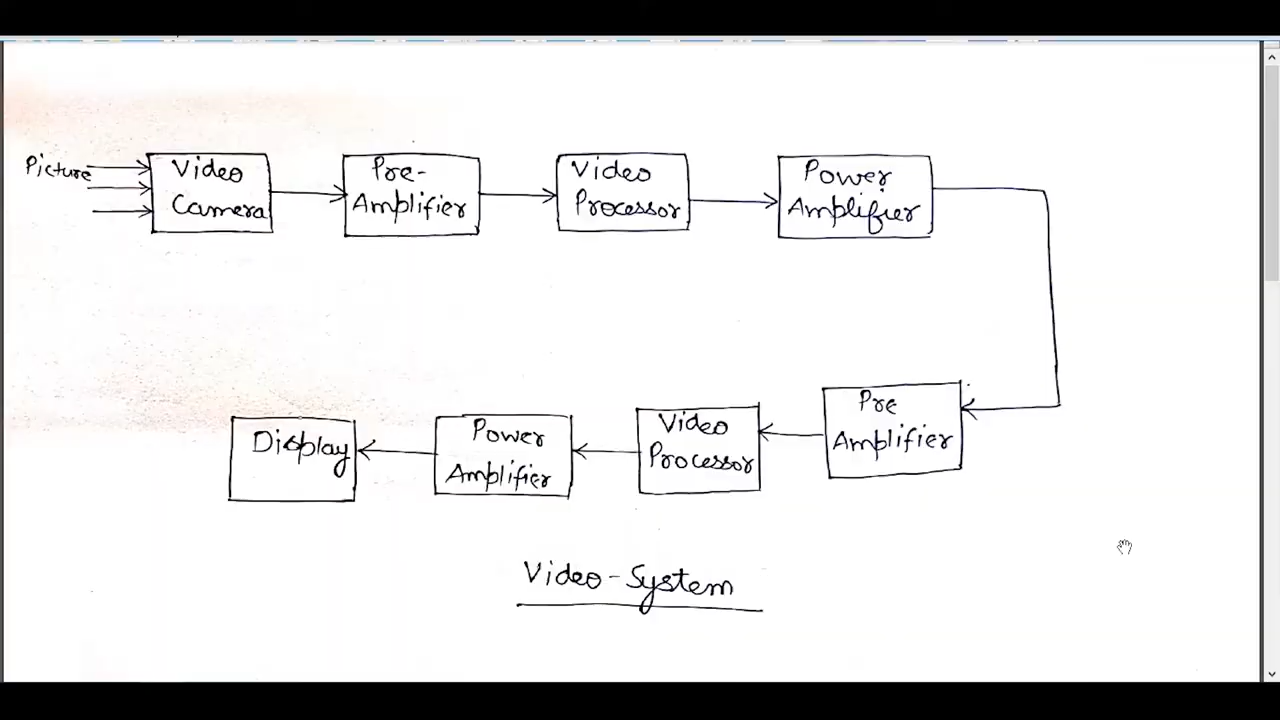 Picture
Video
Camera
Pre-
Amplifier
Video
Processor
Power
Amplifier
Pre
Amplifier
Video
Processor
Power
Amplifier
Display
Video-System